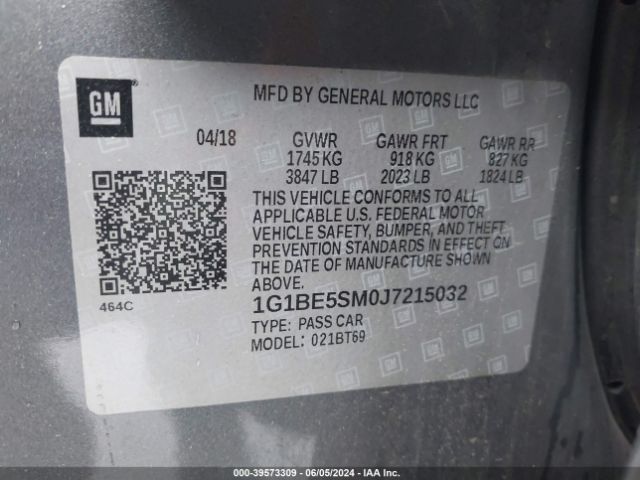 GM
MFD BY GENERAL MOTORS LLC
04/18 GVWR GAWR FRT GAWR RR
1745 KG 918 KG 827 KG
3847 LB 2023 LB 1824 LB
THIS VEHICLE CONFORMS TO ALL
APPLICABLE U.S. FEDERAL MOTOR
VEHICLE SAFETY, BUMPER, AND THEFT
PREVENTION STANDARDS IN EFFECT ON
THE DATE OF MANUFACTURE SHOWN
ABOVE.
464C
1G1BE5SM0J7215032
TYPE: PASS CAR
MODEL: 021BT69
000-39573309 | 06/05/2024 | IAA Inc.